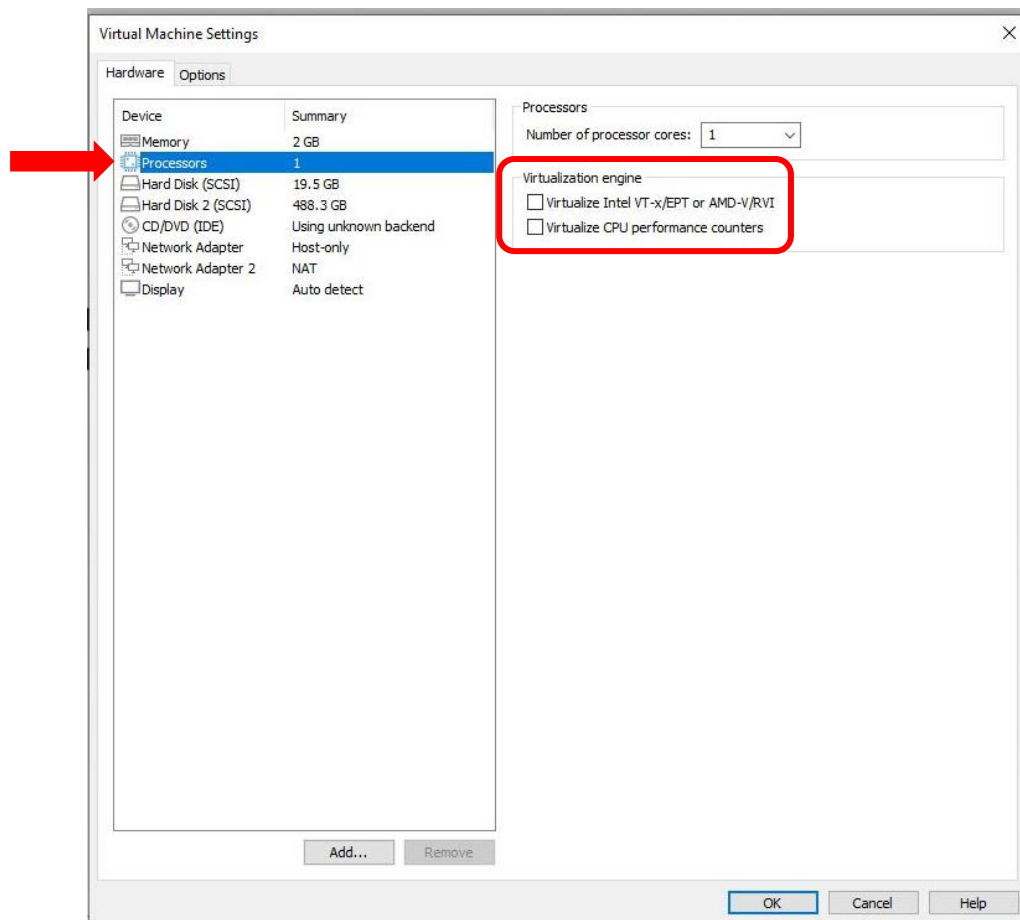 Virtual Machine Settings
Hardware Options
Device Summary
Memory 2 GB
Processors 1
Hard Disk (SCSI) 19.5 GB
Hard Disk 2 (SCSI) 488.3 GB
CD/DVD (IDE) Using unknown backend
Network Adapter Host-only
Network Adapter 2 NAT
Display Auto detect
Add... Remove
Processors
Number of processor cores: 1
Virtualization engine
Virtualize Intel VT-x/EPT or AMD-V/RVI
Virtualize CPU performance counters
OK Cancel Help